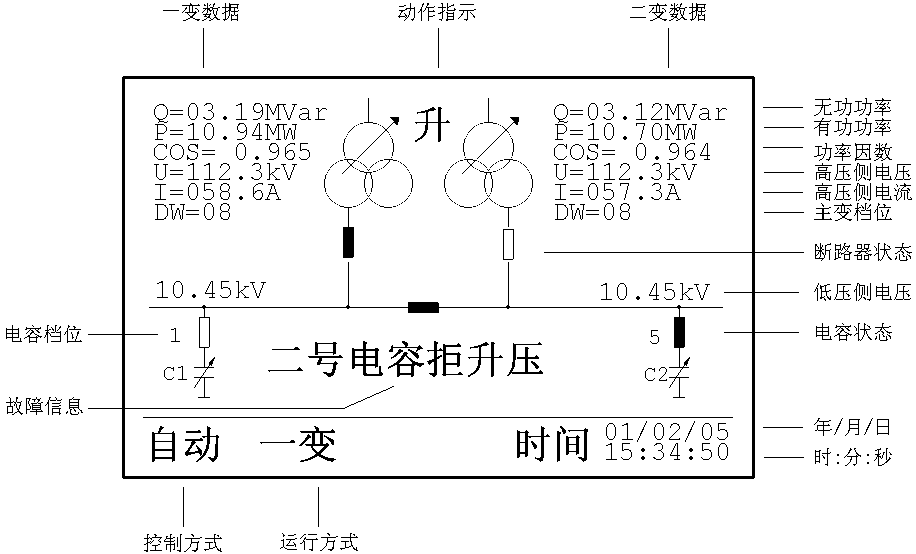 一变数据
动作指示
二变数据
Q=03.19MVar
P=10.94MW
COS= 0.965
U=112.3kV
I=058.6A
DW=08
升
Q=03.12MVar
P=10.70MW
COS= 0.964
U=112.3kV
I=057.3A
DW=08
无功功率
有功功率
功率因数
高压侧电压
高压侧电流
主变档位
断路器状态
10.45kV
10.45kV
低压侧电压
电容档位
1
5
电容状态
C1
二号电容拒升压
C2
故障信息
自动
一变
时间
01/02/05
15:34:50
年/月/日
时:分:秒
控制方式
运行方式